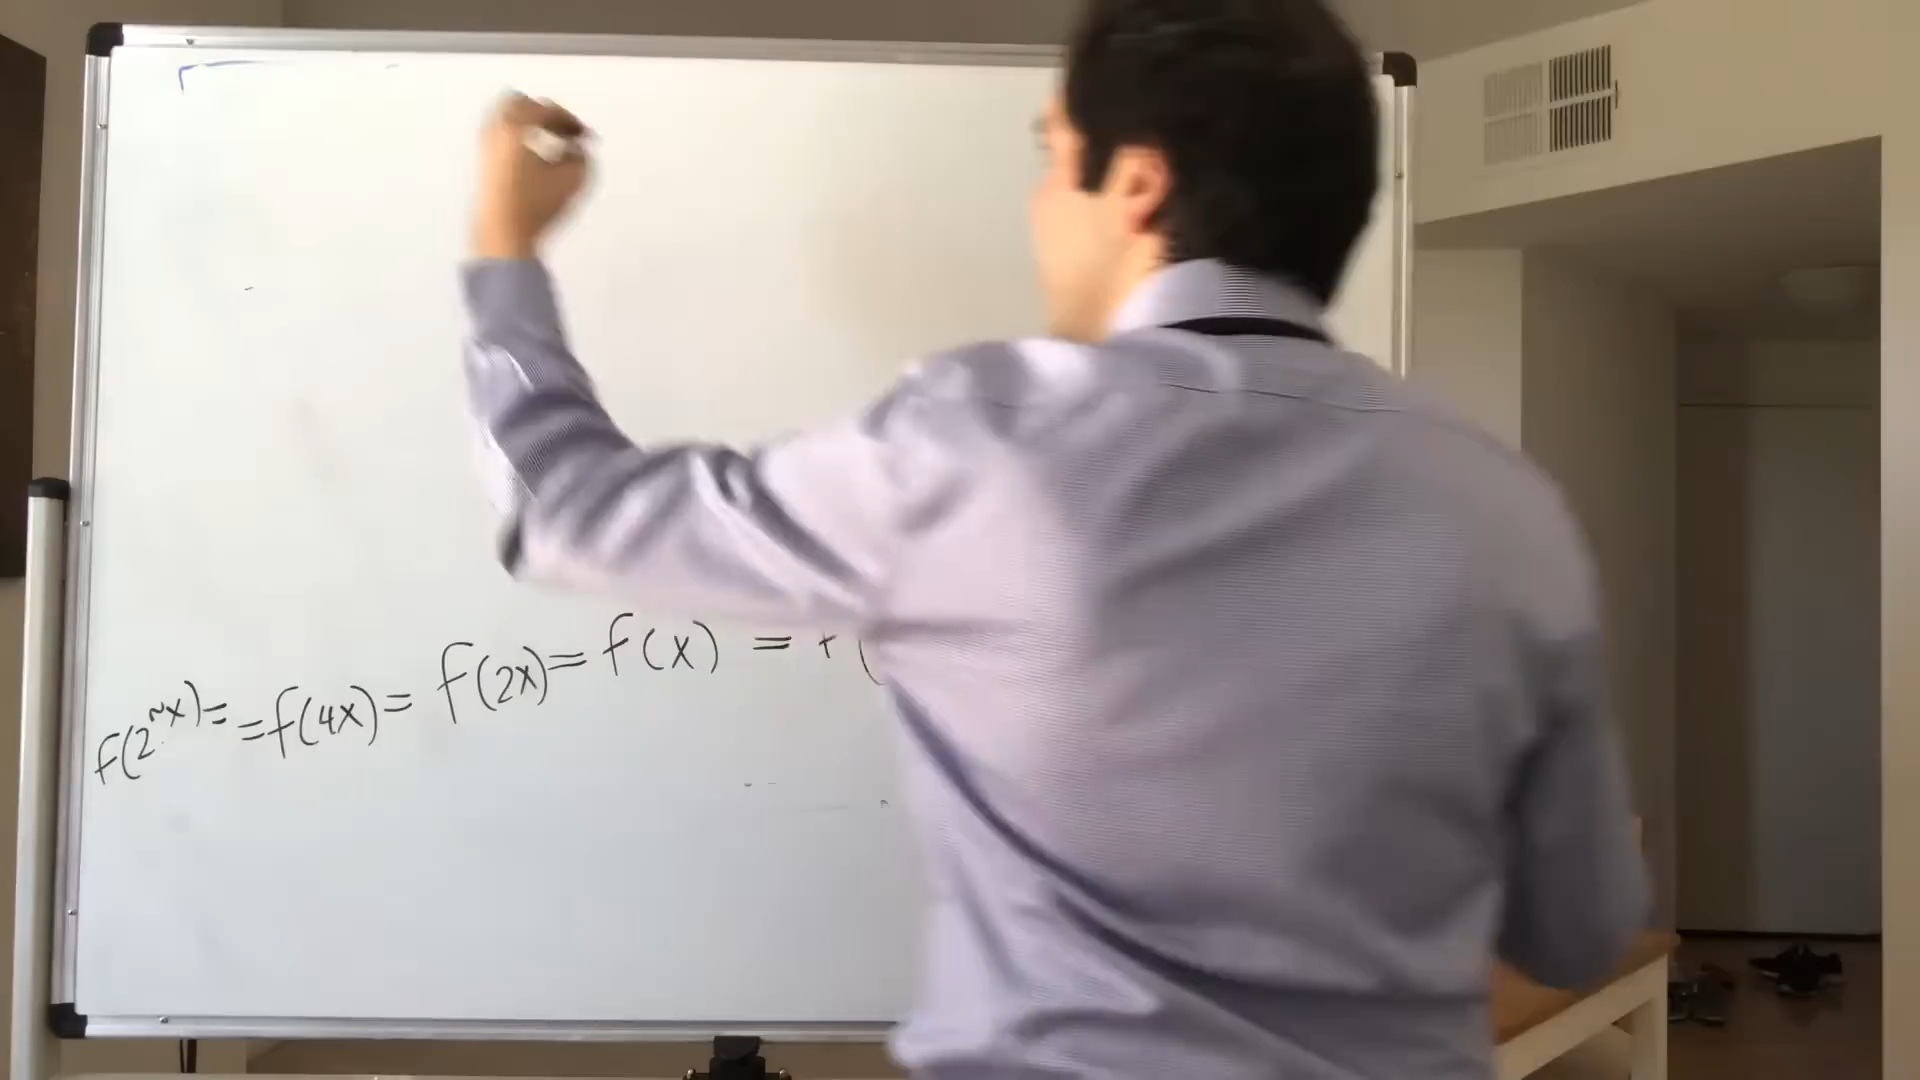 f(2ⁿx)= =f(4x)= f(2x)= f(x) = f(